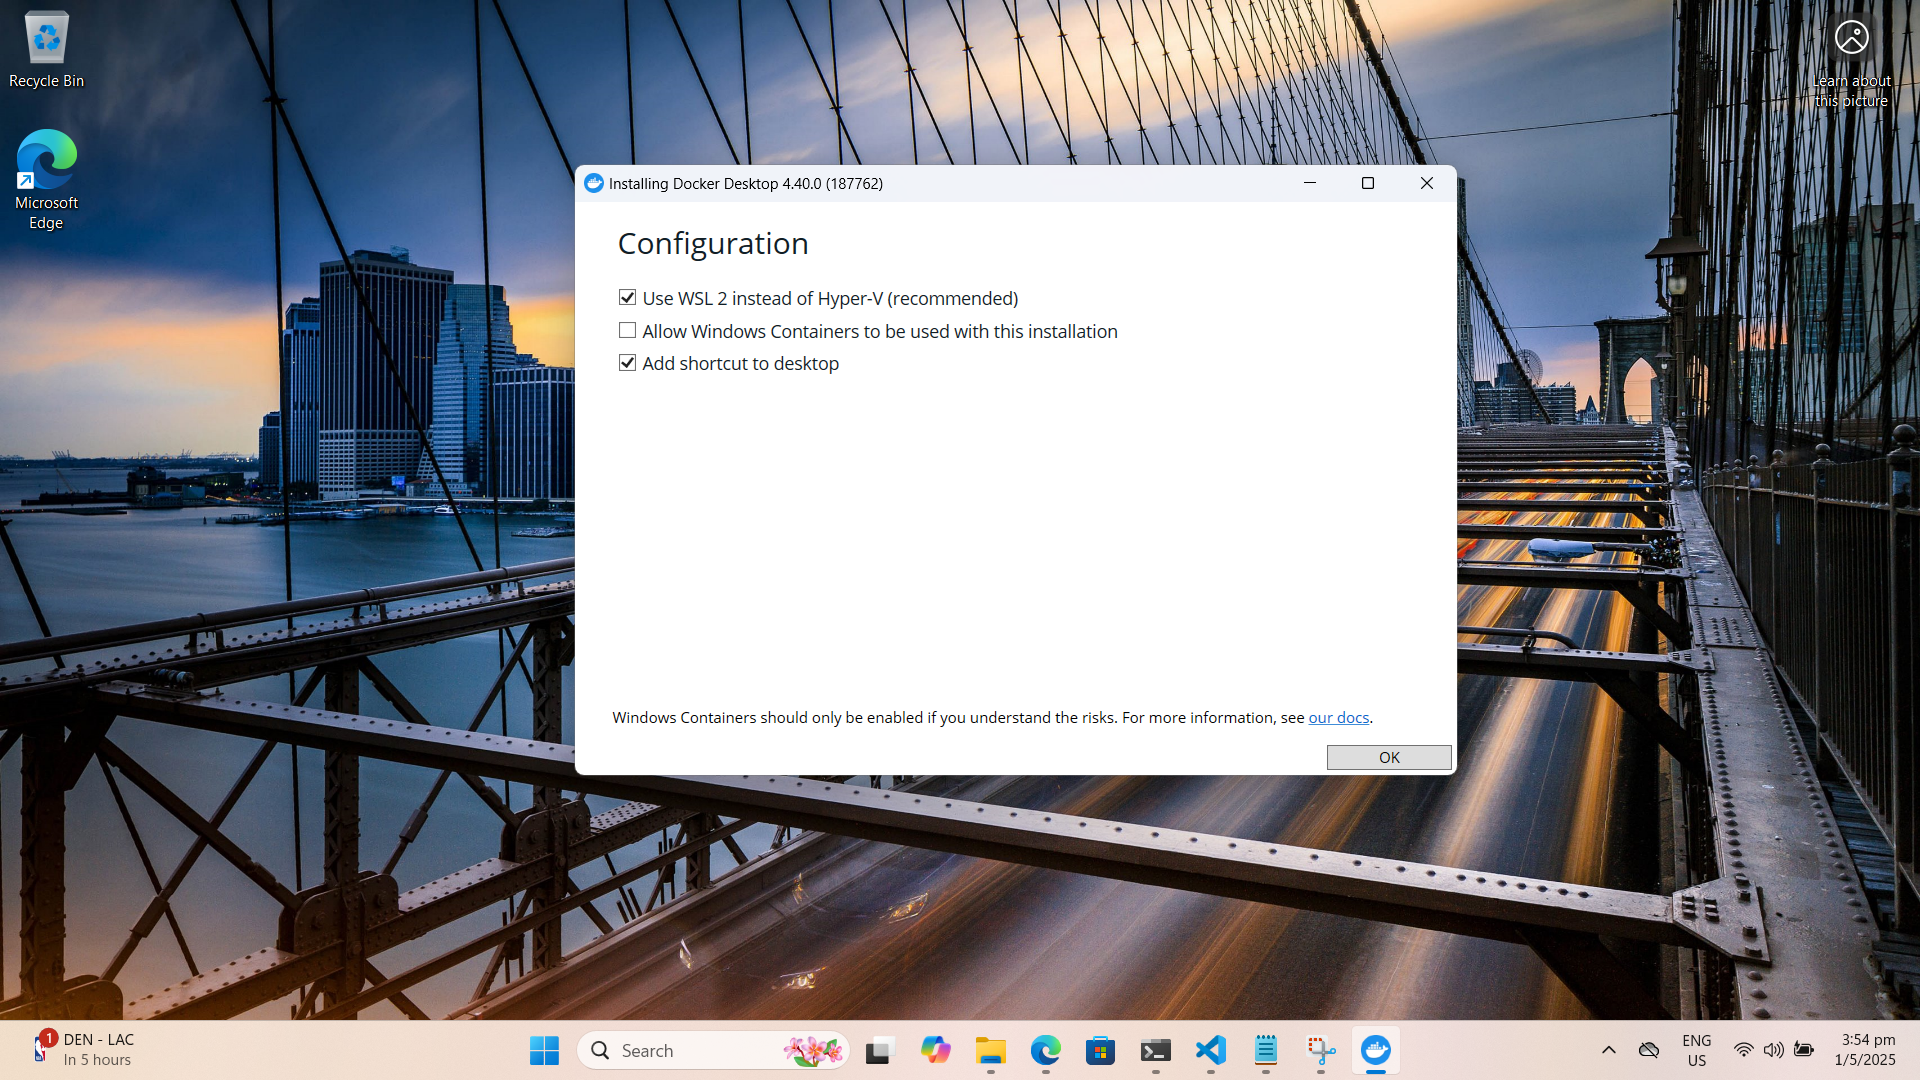 Recycle Bin
Microsoft
Edge
Learn about
this picture
Installing Docker Desktop 4.40.0 (187762)
Configuration
Use WSL 2 instead of Hyper-V (recommended)
Allow Windows Containers to be used with this installation
Add shortcut to desktop
Windows Containers should only be enabled if you understand the risks. For more information, see our docs.
OK
1
DEN - LAC
In 5 hours
Search
ENG
US
3:54 pm
1/5/2025